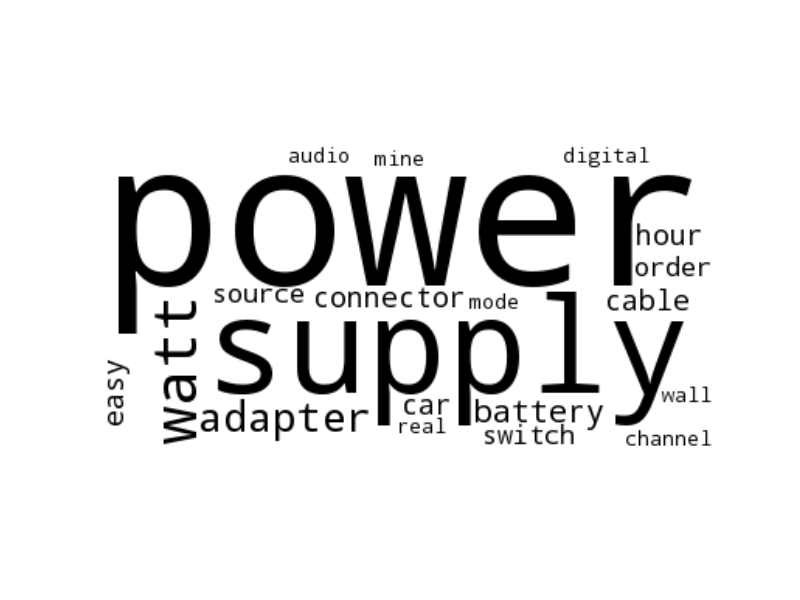 audio mine digital
power
hour
order
source connector mode cable
watt
supply
easy
wall
adapter car battery
real switch channel